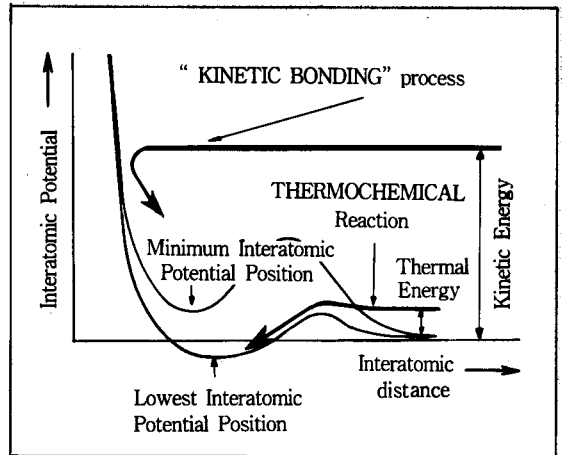 “ KINETIC BONDING” process
Interatomic Potential
THERMOCHEMICAL
Reaction
Kinetic Energy
Minimum Interatomic
Potential Position
Thermal
Energy
Interatomic
distance
Lowest Interatomic
Potential Position